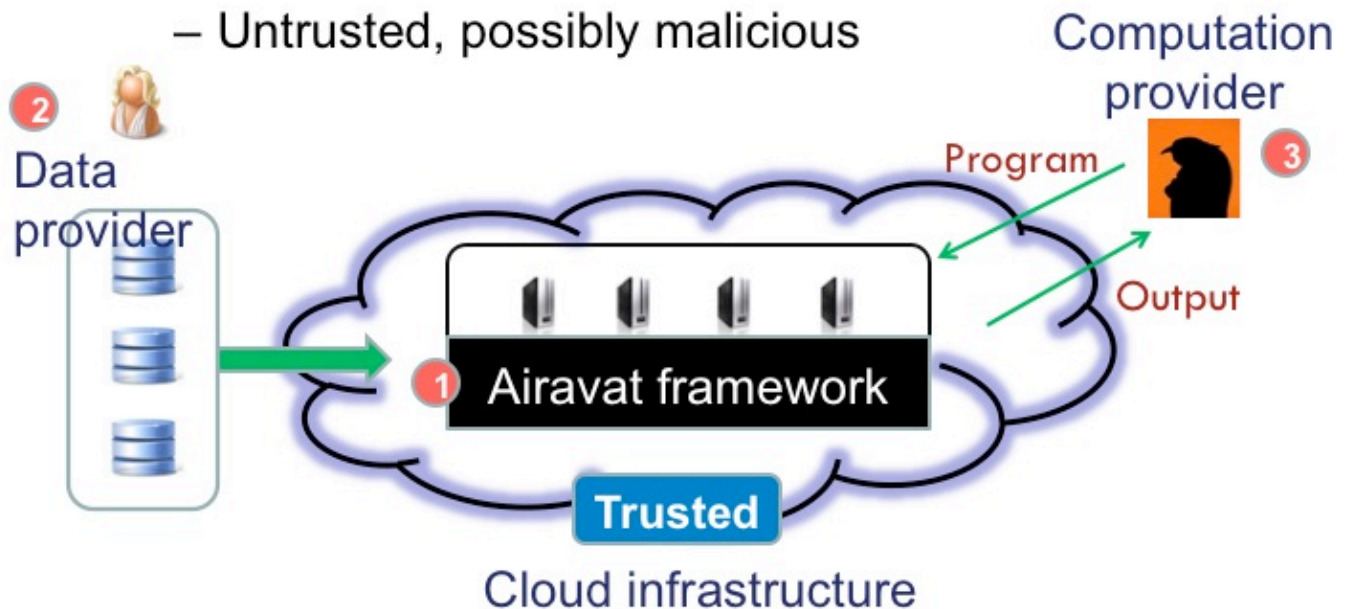 – Untrusted, possibly malicious
Computation
provider
2
Data
provider
3
Program
Output
1
Airavat framework
Trusted
Cloud infrastructure